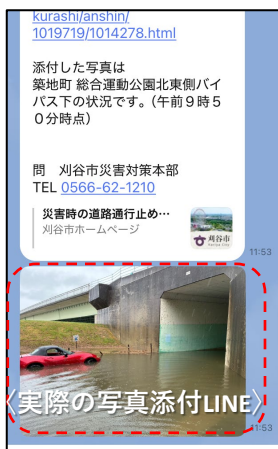 kurashi/anshin/
1019719/1014278.html
添付した写真は
築地町 総合運動公園北東側バイ
パス下の状況です。（午前９時５
０分時点）
問　刈谷市災害対策本部
TEL 0566-62-1210
災害時の道路通行止め…
刈谷市ホームページ
刈谷市
11:53
〈実際の写真添付LINE〉
11:53